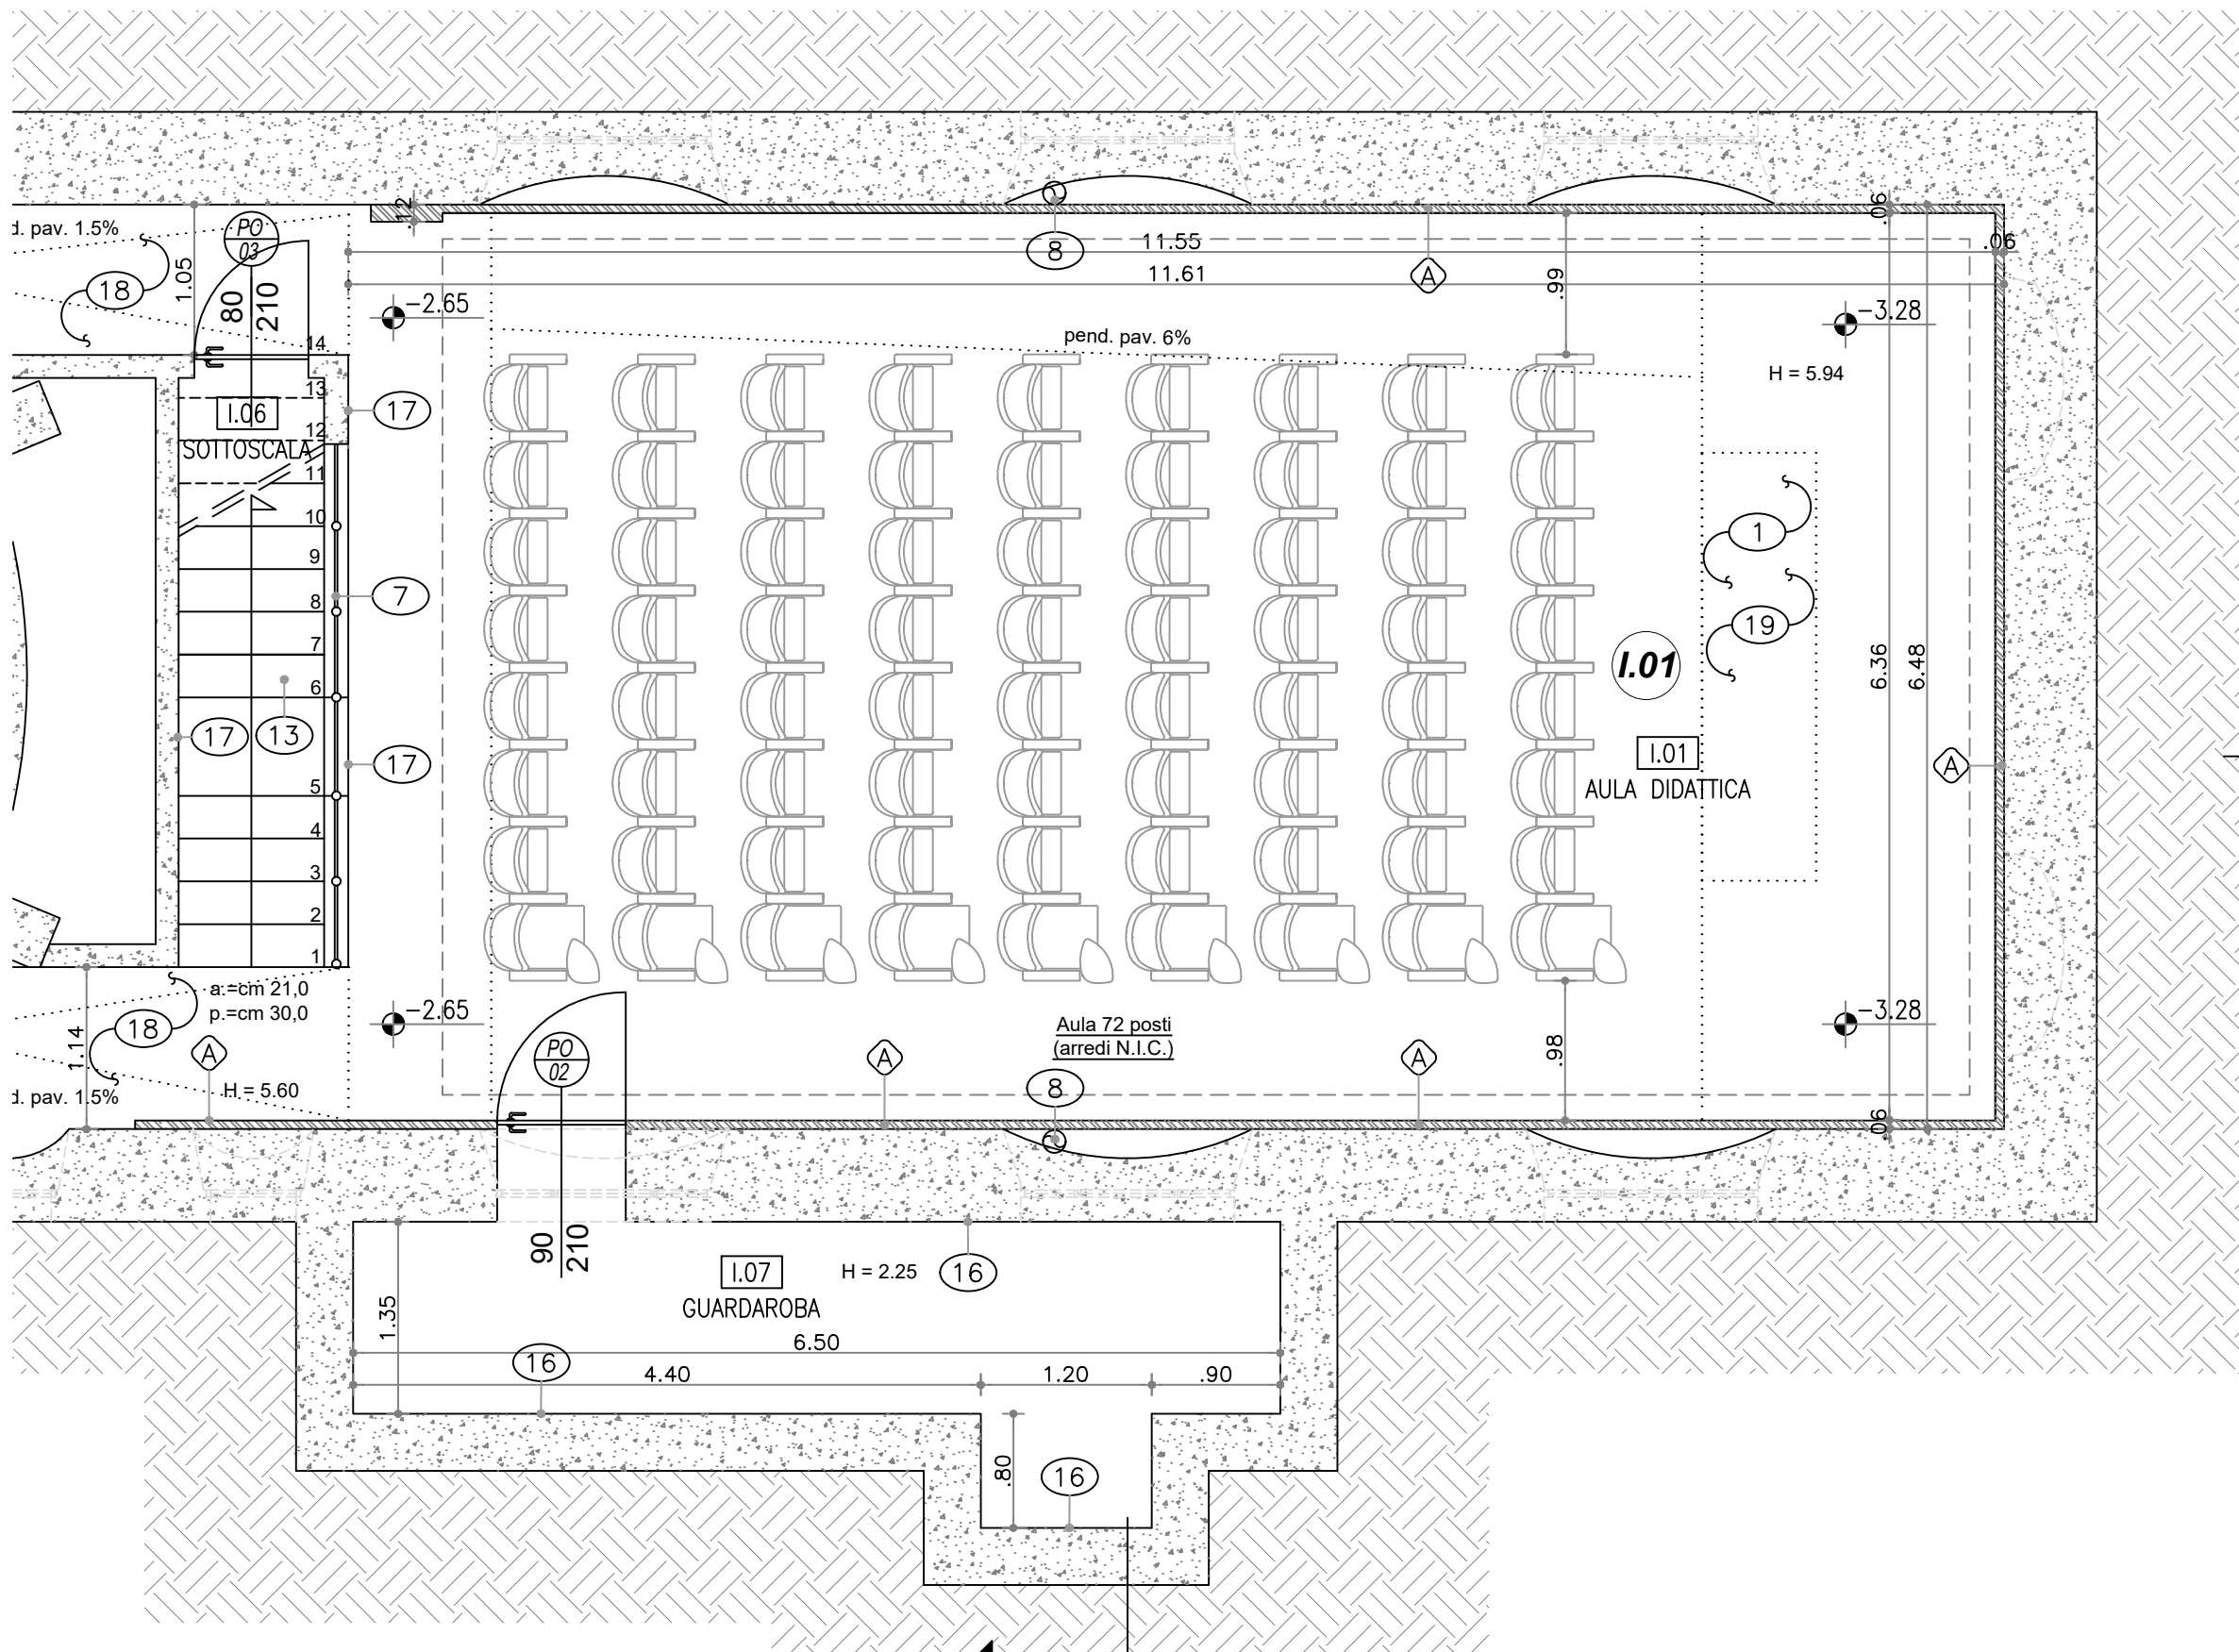 PO
03
80
210
d. pav. 1.5%
18
1.05
.12
11.55
11.61
8
A
.99
.06
.06
-2.65
pend. pav. 6%
-3.28
H = 5.94
14
13
12
11
10
9
8
7
6
5
4
3
2
1
I.06
SOTTOSCALA
17
7
17
13
17
1
19
I.01
I.01
AULA DIDATTICA
6.36
6.48
A
a.=cm 21,0
p.=cm 30,0
18
1.14
A
H = 5.60
d. pav. 1.5%
-2.65
PO
02
90
210
A
Aula 72 posti
(arredi N.I.C.)
8
A
.98
-3.28
.06
I.07
GUARDAROBA
H = 2.25
16
1.35
6.50
16
4.40
1.20
.90
.80
16